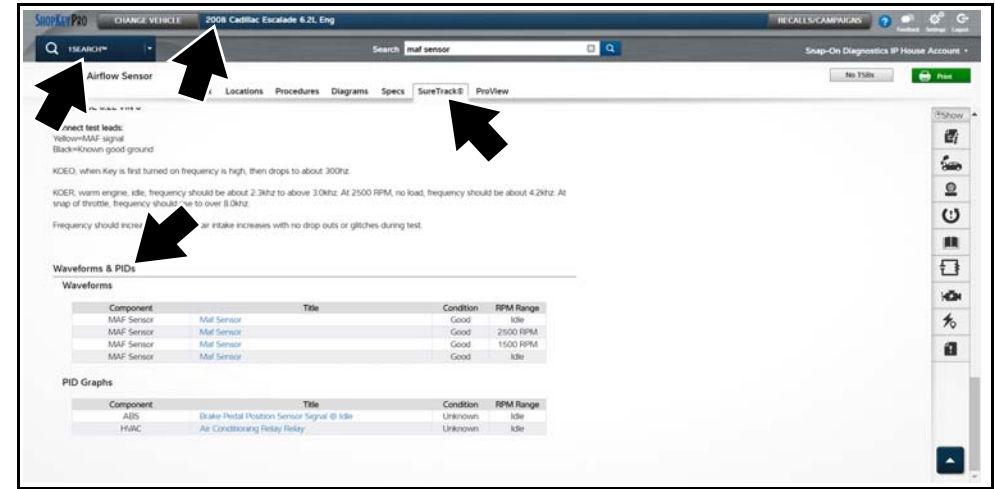 SHOPKEYPRO CHANGE VEHICLE 2008 Cadillac Escalade 6.2L Eng RECALLS/CAMPAIGNS ? Feedback Settings Logout
1SEARCH™ Search maf sensor Snap-On Diagnostics IP House Account
Airflow Sensor No TSBs Print
Locations Procedures Diagrams Specs SureTrack® ProView
Show
test leads:
Yellow=MAF signal
Black=Known good ground
KOEO, when Key is first turned on frequency is high, then drops to about 300hz.
KOER, warm engine, idle, frequency should be about 2.3khz to above 3.0khz. At 2500 RPM, no load, frequency should be about 4.2khz. At
snap of throttle, frequency should to over 8.0khz.
Frequency should air intake increases with no drop outs or glitches during test.
Waveforms & PIDs
Waveforms
Component Title Condition RPM Range
MAF Sensor Maf Sensor Good Idle
MAF Sensor Maf Sensor Good 2500 RPM
MAF Sensor Maf Sensor Good 1500 RPM
MAF Sensor Maf Sensor Good Idle
PID Graphs
Component Title Condition RPM Range
ABS Brake Pedal Position Sensor Signal @ Idle Unknown Idle
HVAC Air Conditioning Relay Relay Unknown Idle